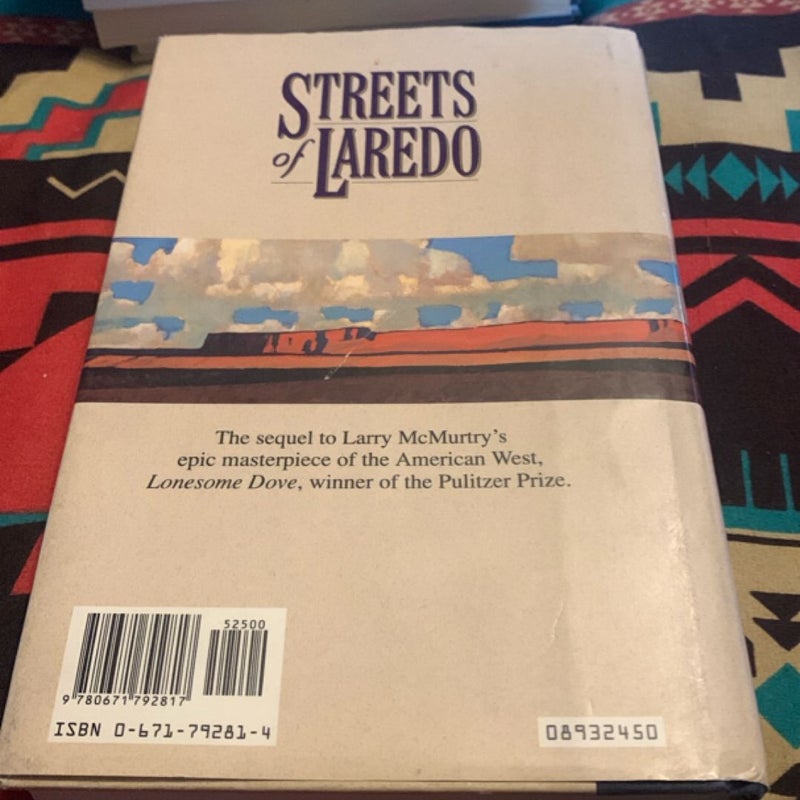 STREETS
of LAREDO
The sequel to Larry McMurtry's
epic masterpiece of the American West,
Lonesome Dove, winner of the Pulitzer Prize.
52500
9 780671 792817
ISBN 0-671-79281-4
08932450